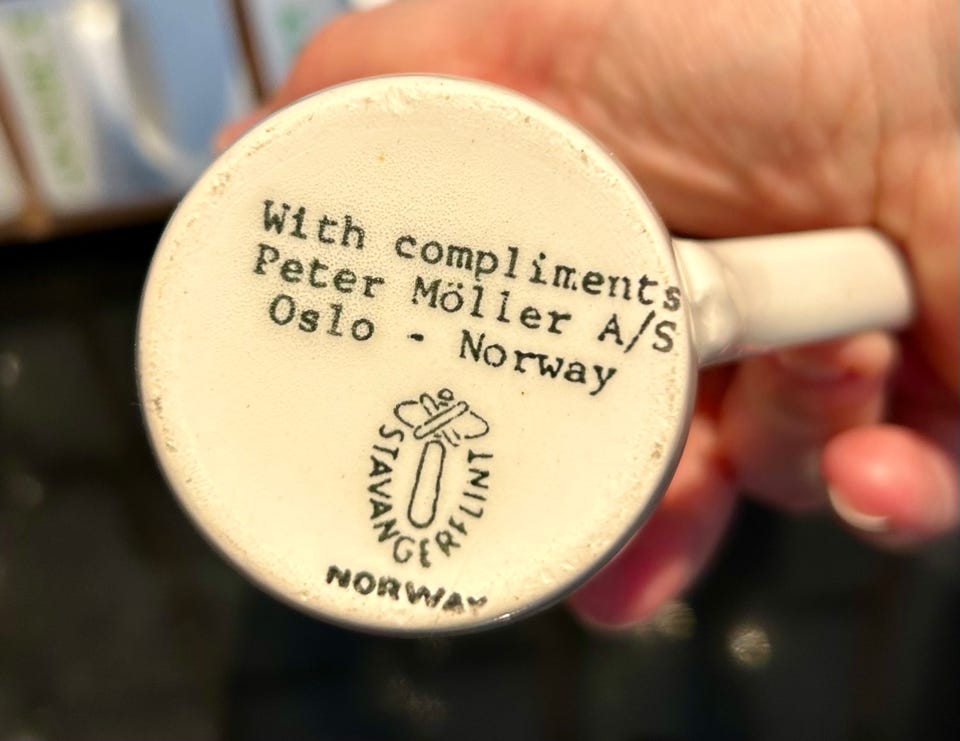 With compliments
Peter Möller A/S
Oslo - Norway
STAVANGERFLINT
NORWAY